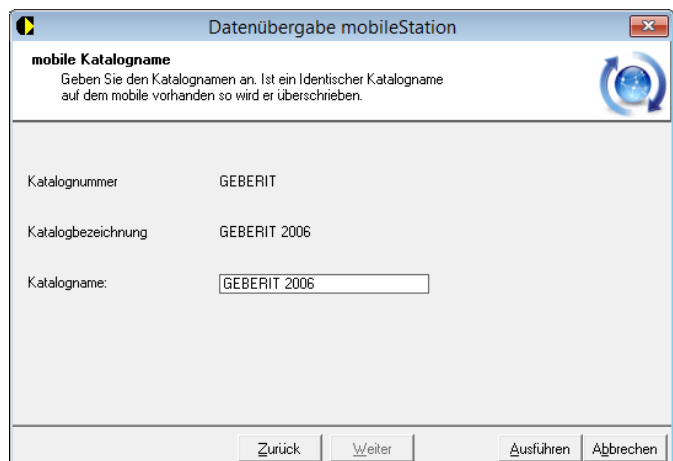 Datenübergabe mobileStation
mobile Katalogname
Geben Sie den Katalognamen an. Ist ein Identischer Katalogname
auf dem mobile vorhanden so wird er überschrieben.
Katalognummer GEBERIT
Katalogbezeichnung GEBERIT 2006
Katalogname: GEBERIT 2006
Zurück Weiter Ausführen Abbrechen